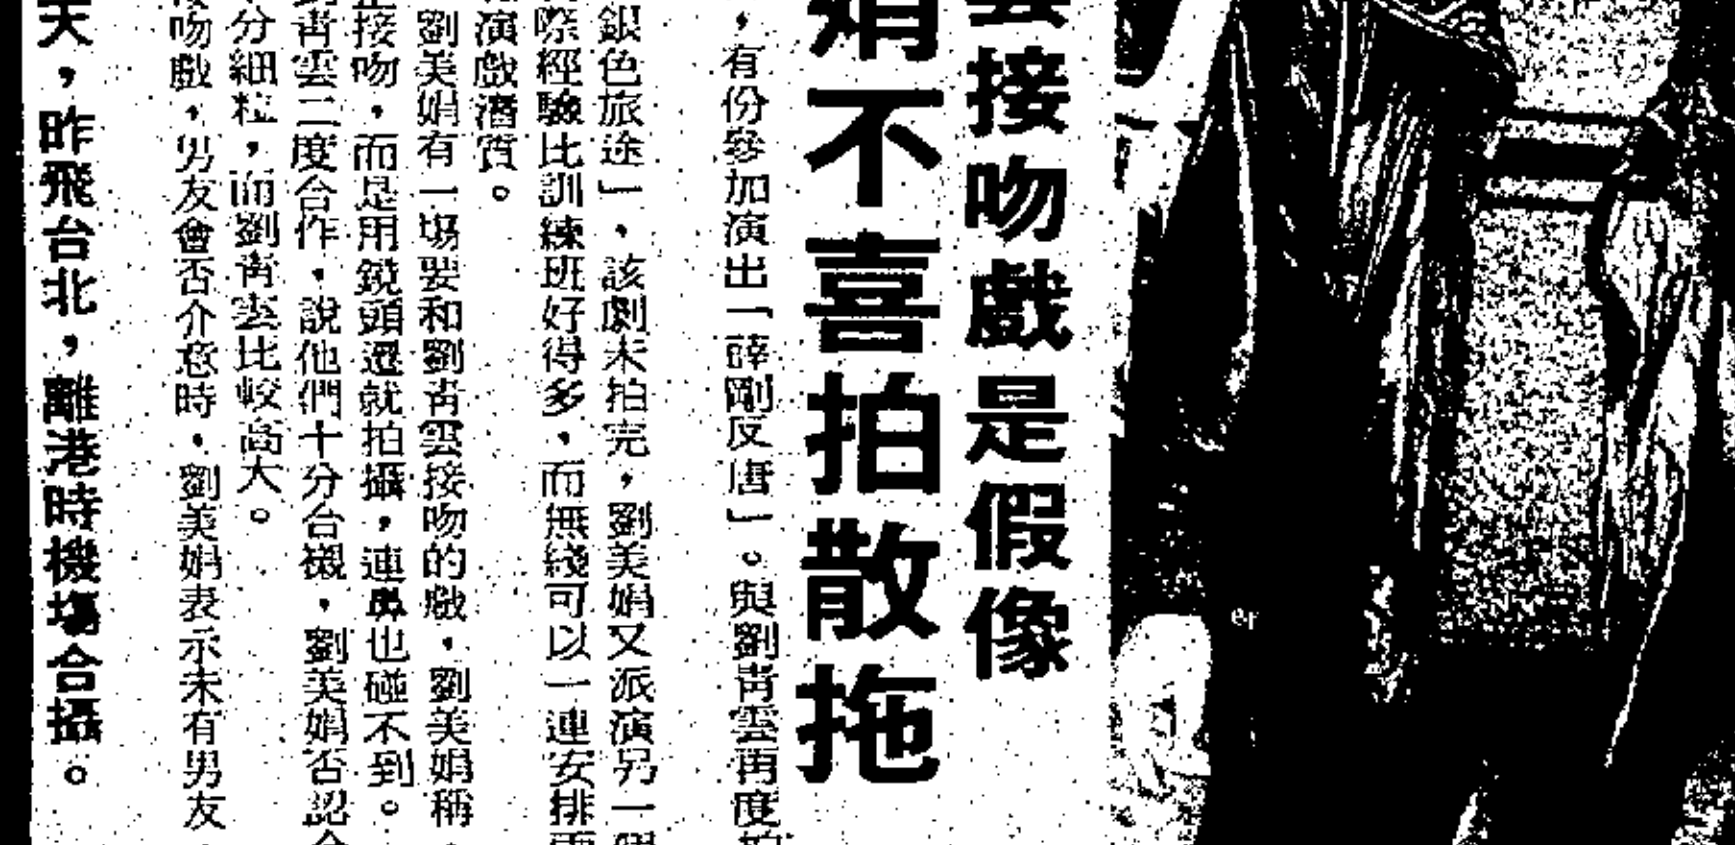 雲接吻戲是假像
娟不喜拍散拖
，有份參加演出「薛剛反唐」。與劉青雲再度
銀色旅途」，該劇未拍完，劉美娟又派演另一
際經驗比訓練班好得多，而無綫可以一連安排
演戲潛質。
劉美娟有一場要和劉青雲接吻的戲，劉美娟稱
接吻，而是用鏡頭遷就拍攝，連鼻也碰不到。
青雲二度合作，說他們十分合襯，劉美娟否認
分細粒，而劉青雲比較高大。
吻戲，男友會否介意時，劉美娟表示未有男友
天，昨飛台北，離港時機場合攝。